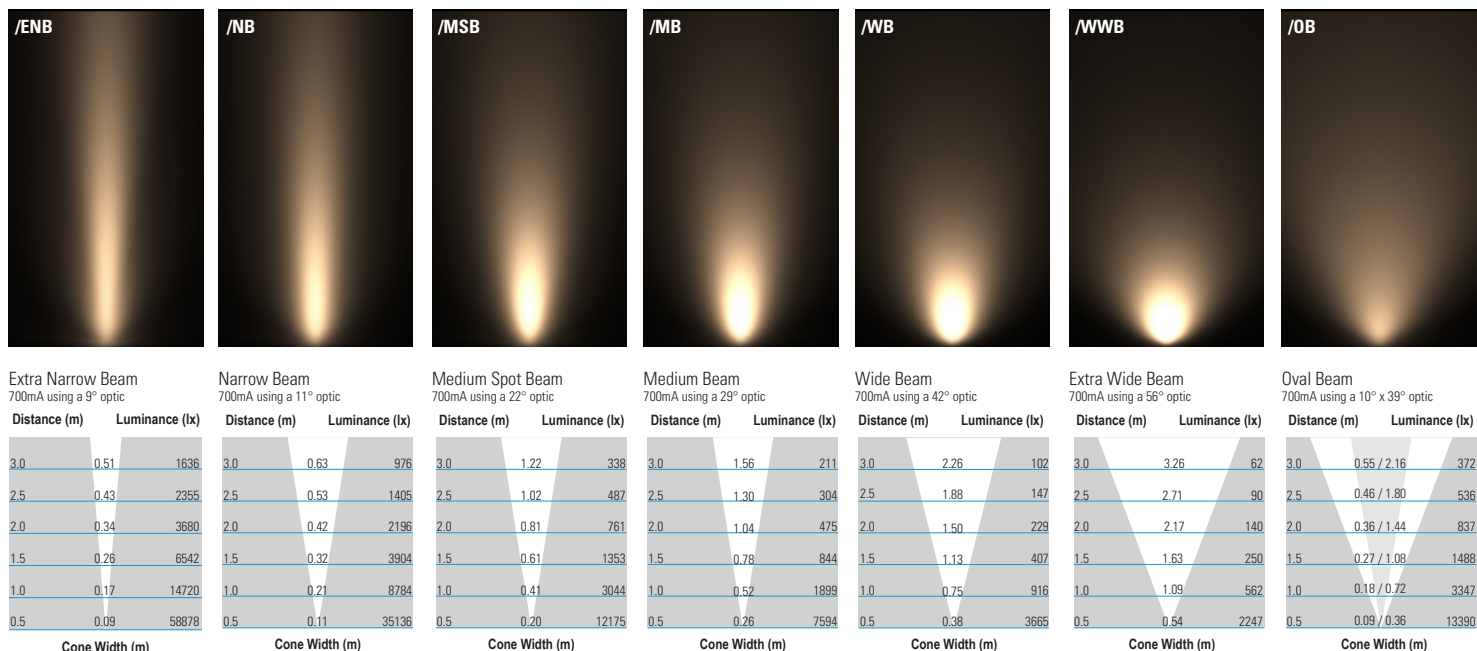 /ENB
/NB
/MSB
/MB
/WB
/WWB
/OB
Extra Narrow Beam
700mA using a 9° optic
Distance (m) Luminance (lx)
3.0 0.51 1636
2.5 0.43 2355
2.0 0.34 3680
1.5 0.26 6542
1.0 0.17 14720
0.5 0.09 58878
Cone Width (m)
Narrow Beam
700mA using a 11° optic
Distance (m) Luminance (lx)
3.0 0.63 976
2.5 0.53 1405
2.0 0.42 2196
1.5 0.32 3904
1.0 0.21 8784
0.5 0.11 35136
Cone Width (m)
Medium Spot Beam
700mA using a 22° optic
Distance (m) Luminance (lx)
3.0 1.22 338
2.5 1.02 487
2.0 0.81 761
1.5 0.61 1353
1.0 0.41 3044
0.5 0.20 12175
Cone Width (m)
Medium Beam
700mA using a 29° optic
Distance (m) Luminance (lx)
3.0 1.56 211
2.5 1.30 304
2.0 1.04 475
1.5 0.78 844
1.0 0.52 1899
0.5 0.26 7594
Cone Width (m)
Wide Beam
700mA using a 42° optic
Distance (m) Luminance (lx)
3.0 2.26 102
2.5 1.88 147
2.0 1.50 229
1.5 1.13 407
1.0 0.75 916
0.5 0.38 3665
Cone Width (m)
Extra Wide Beam
700mA using a 56° optic
Distance (m) Luminance (lx)
3.0 3.26 62
2.5 2.71 90
2.0 2.17 140
1.5 1.63 250
1.0 1.09 562
0.5 0.54 2247
Cone Width (m)
Oval Beam
700mA using a 10° x 39° optic
Distance (m) Luminance (lx)
3.0 0.55 / 2.16 372
2.5 0.46 / 1.80 536
2.0 0.36 / 1.44 837
1.5 0.27 / 1.08 1488
1.0 0.18 / 0.72 3347
0.5 0.09 / 0.36 13390
Cone Width (m)